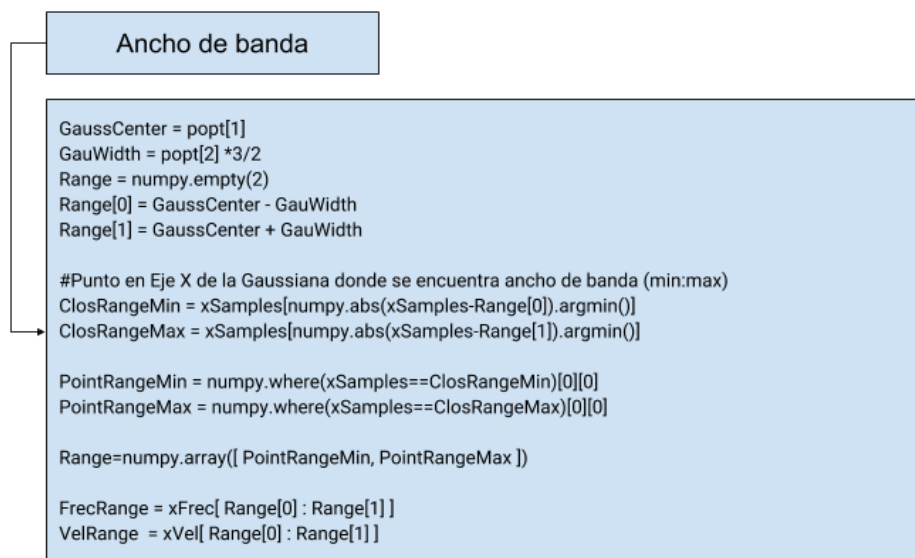 Ancho de banda
GaussCenter = popt[1]
GauWidth = popt[2] *3/2
Range = numpy.empty(2)
Range[0] = GaussCenter - GauWidth
Range[1] = GaussCenter + GauWidth
#Punto en Eje X de la Gaussiana donde se encuentra ancho de banda (min:max)
ClosRangeMin = xSamples[numpy.abs(xSamples-Range[0]).argmin()]
ClosRangeMax = xSamples[numpy.abs(xSamples-Range[1]).argmin()]
PointRangeMin = numpy.where(xSamples==ClosRangeMin)[0][0]
PointRangeMax = numpy.where(xSamples==ClosRangeMax)[0][0]
Range=numpy.array([ PointRangeMin, PointRangeMax ])
FrecRange = xFrec[ Range[0] : Range[1] ]
VelRange  = xVel[ Range[0] : Range[1] ]